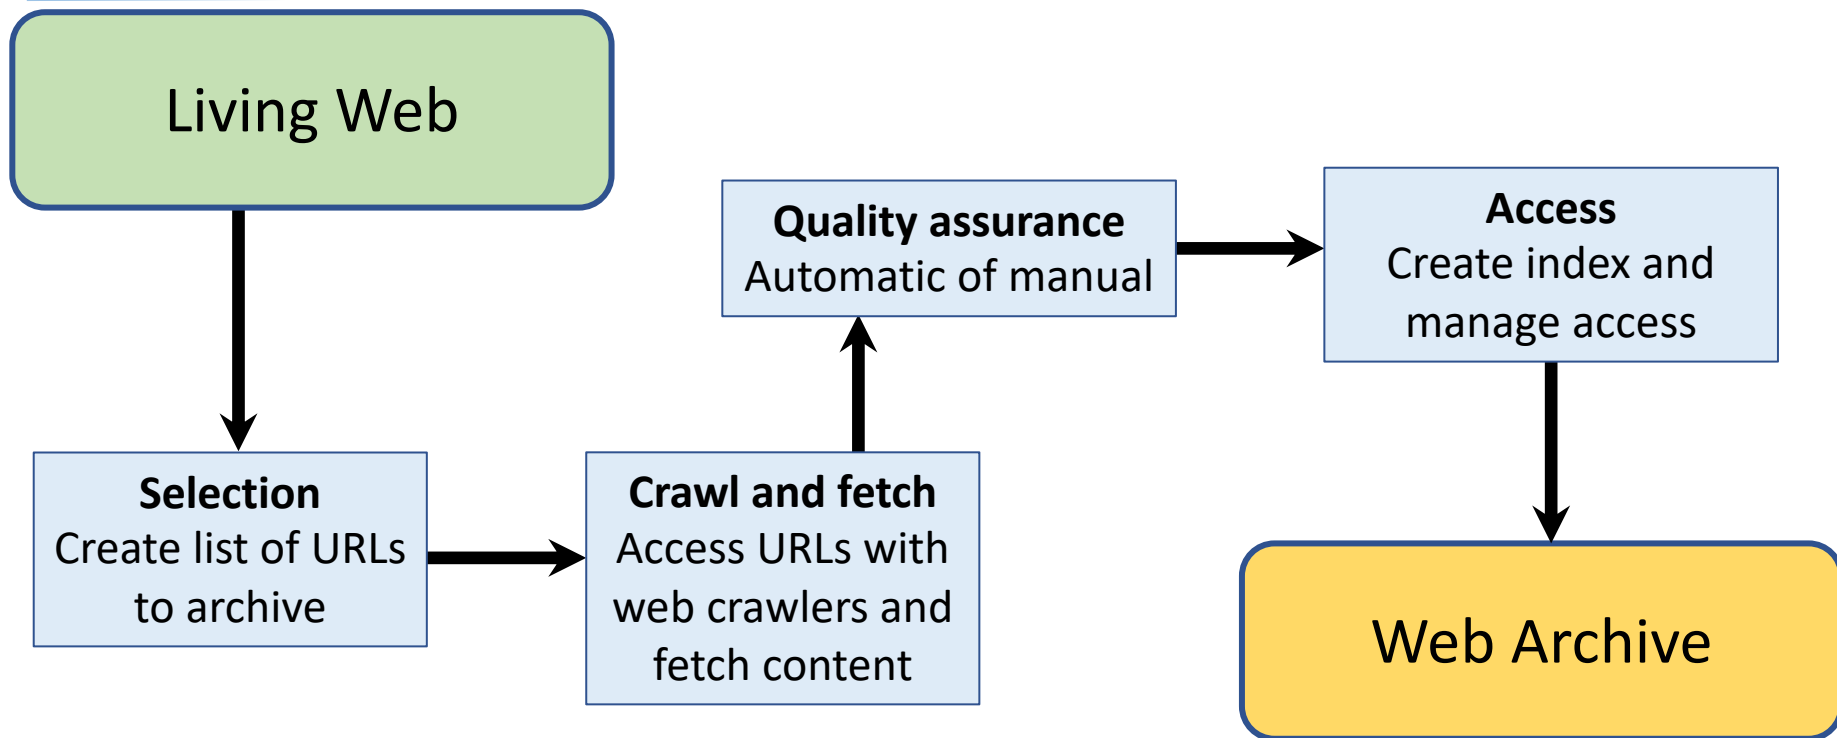 Living Web
Selection
Create list of URLs
to archive
Crawl and fetch
Access URLs with
web crawlers and
fetch content
Quality assurance
Automatic of manual
Access
Create index and
manage access
Web Archive